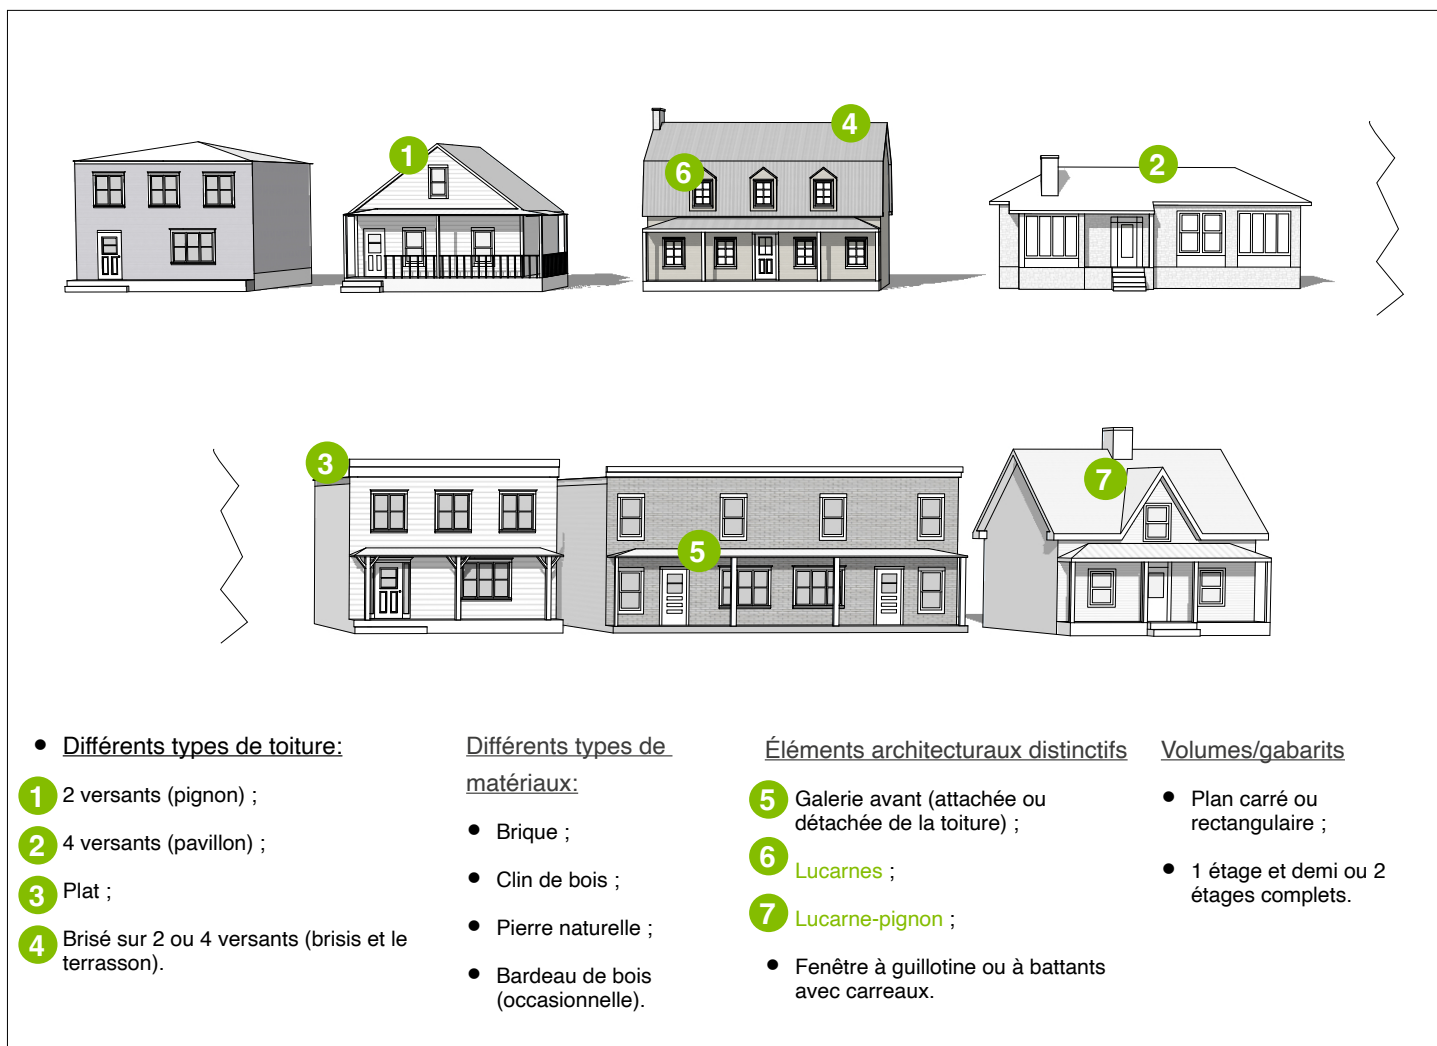 4
1
6
2
3
7
5
• Différents types de toiture:
1 2 versants (pignon) ;
2 4 versants (pavillon) ;
3 Plat ;
4 Brisé sur 2 ou 4 versants (brisis et le
terrasson).
Différents types de
matériaux:
• Brique ;
• Clin de bois ;
• Pierre naturelle ;
• Bardeau de bois
(occasionnelle).
Éléments architecturaux distinctifs
5 Galerie avant (attachée ou
détachée de la toiture) ;
6 Lucarnes ;
7 Lucarne-pignon ;
• Fenêtre à guillotine ou à battants
avec carreaux.
Volumes/gabarits
• Plan carré ou
rectangulaire ;
• 1 étage et demi ou 2
étages complets.